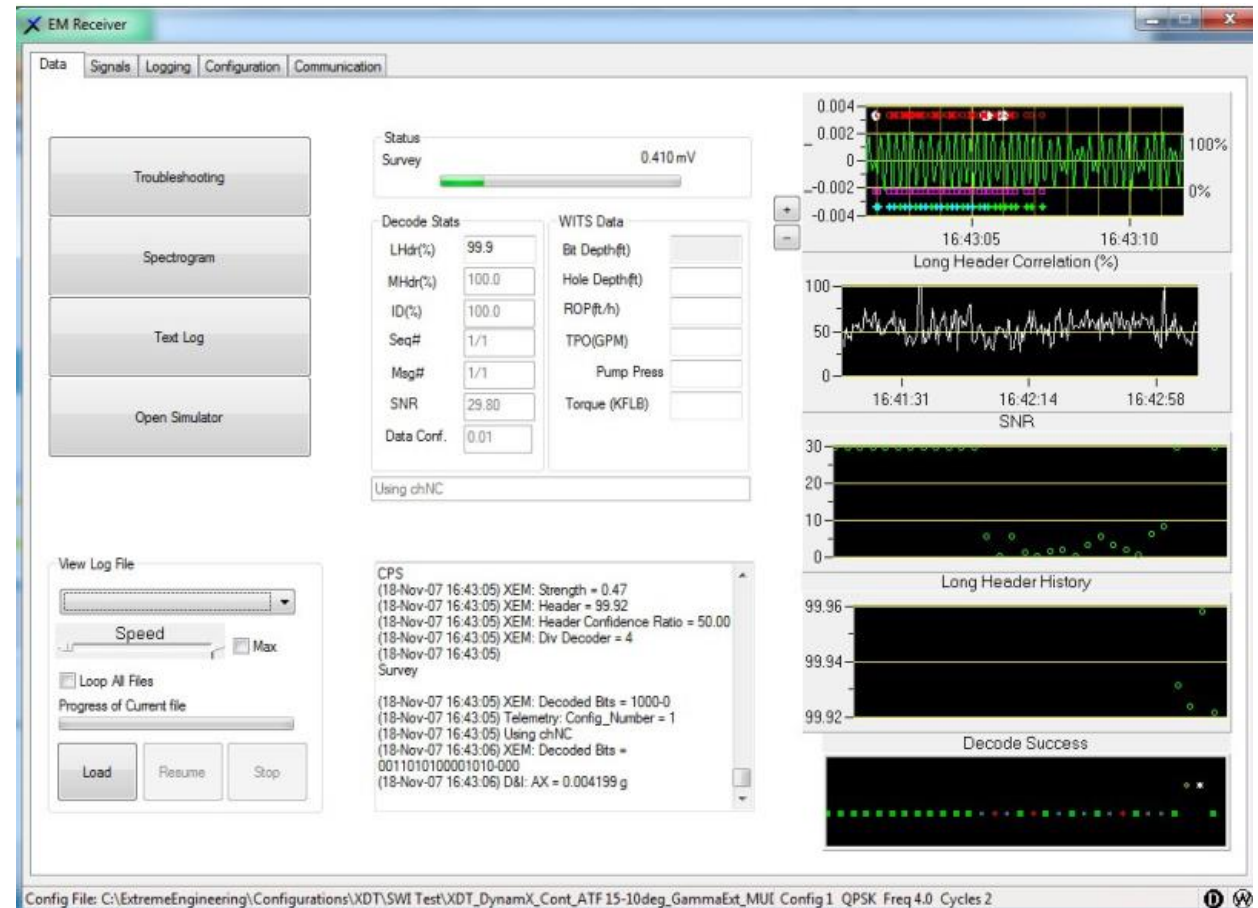 EM Receiver
Data Signals Logging Configuration Communication
Troubleshooting
Spectrogram
Text Log
Open Simulator
Status
Survey 0.410 mV
Decode Stats
LHdr(%) 99.9
MHdr(%) 100.0
ID(%) 100.0
Seq# 1/1
Msg# 1/1
SNR 29.80
Data Conf. 0.01
WITS Data
Bit Depth(ft)
Hole Depth(ft)
ROP(ft/h)
TPO(GPM)
Pump Press
Torque (KFLB)
Using chNC
View Log File
Speed
Max
Loop All Files
Progress of Current file
Load Resume Stop
CPS
(18-Nov-07 16:43:05) XEM: Strength = 0.47
(18-Nov-07 16:43:05) XEM: Header = 99.92
(18-Nov-07 16:43:05) XEM: Header Confidence Ratio = 50.00
(18-Nov-07 16:43:05) XEM: Div Decoder = 4
(18-Nov-07 16:43:05)
Survey
(18-Nov-07 16:43:05) XEM: Decoded Bits = 1000-0
(18-Nov-07 16:43:05) Telemetry: Config_Number = 1
(18-Nov-07 16:43:05) Using chNC
(18-Nov-07 16:43:06) XEM: Decoded Bits =
0011010100001010-000
(18-Nov-07 16:43:06) D&I: AX = 0.004199 g
+
-
0.004
0.002
0
-0.002
-0.004
100%
0%
16:43:05 16:43:10
Long Header Correlation (%)
100
50
0
16:41:31 16:42:14 16:42:58
SNR
30
20
10
0
Long Header History
99.96
99.94
99.92
Decode Success
Config File: C:\ExtremeEngineering\Configurations\XDT\SWI Test\XDT_DynamX_Cont_ATF 15-10deg_GammaExt_MUI Config 1 QPSK Freq 4.0 Cycles 2
D W